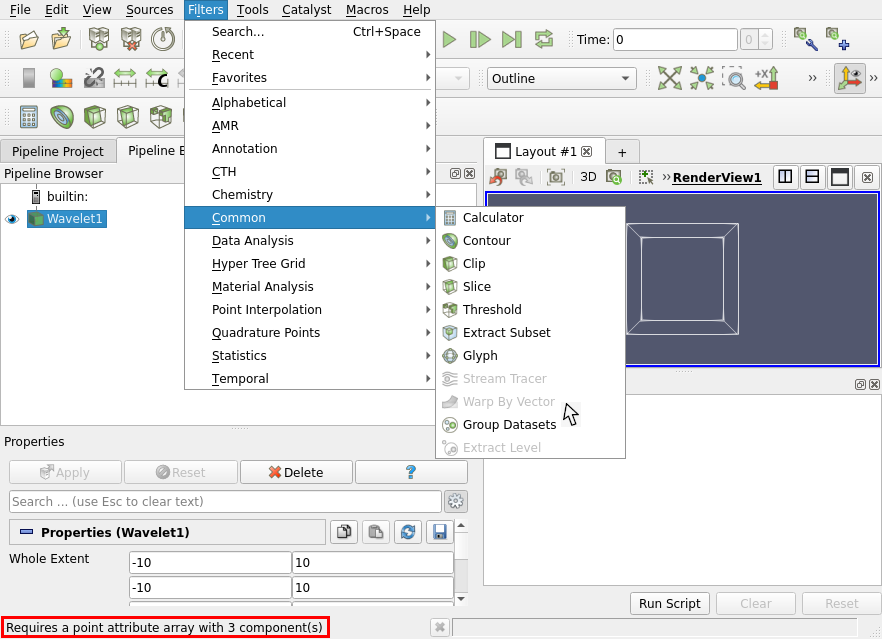 File Edit View Sources Filters Tools Catalyst Macros Help
Search... Ctrl+Space
Recent
Favorites
Alphabetical
AMR
Annotation
CTH
Chemistry
Common
Data Analysis
Hyper Tree Grid
Material Analysis
Point Interpolation
Quadrature Points
Statistics
Temporal
Calculator
Contour
Clip
Slice
Threshold
Extract Subset
Glyph
Stream Tracer
Warp By Vector
Group Datasets
Extract Level
Time: 0 0
Outline
+X
C
Pipeline Project Pipeline B
Pipeline Browser
builtin:
Wavelet1
Layout #1 +
3D RenderView1
Properties
Apply Reset Delete ?
Search ... (use Esc to clear text)
Properties (Wavelet1)
Whole Extent -10 10
-10 10
Run Script Clear Reset
Requires a point attribute array with 3 component(s)